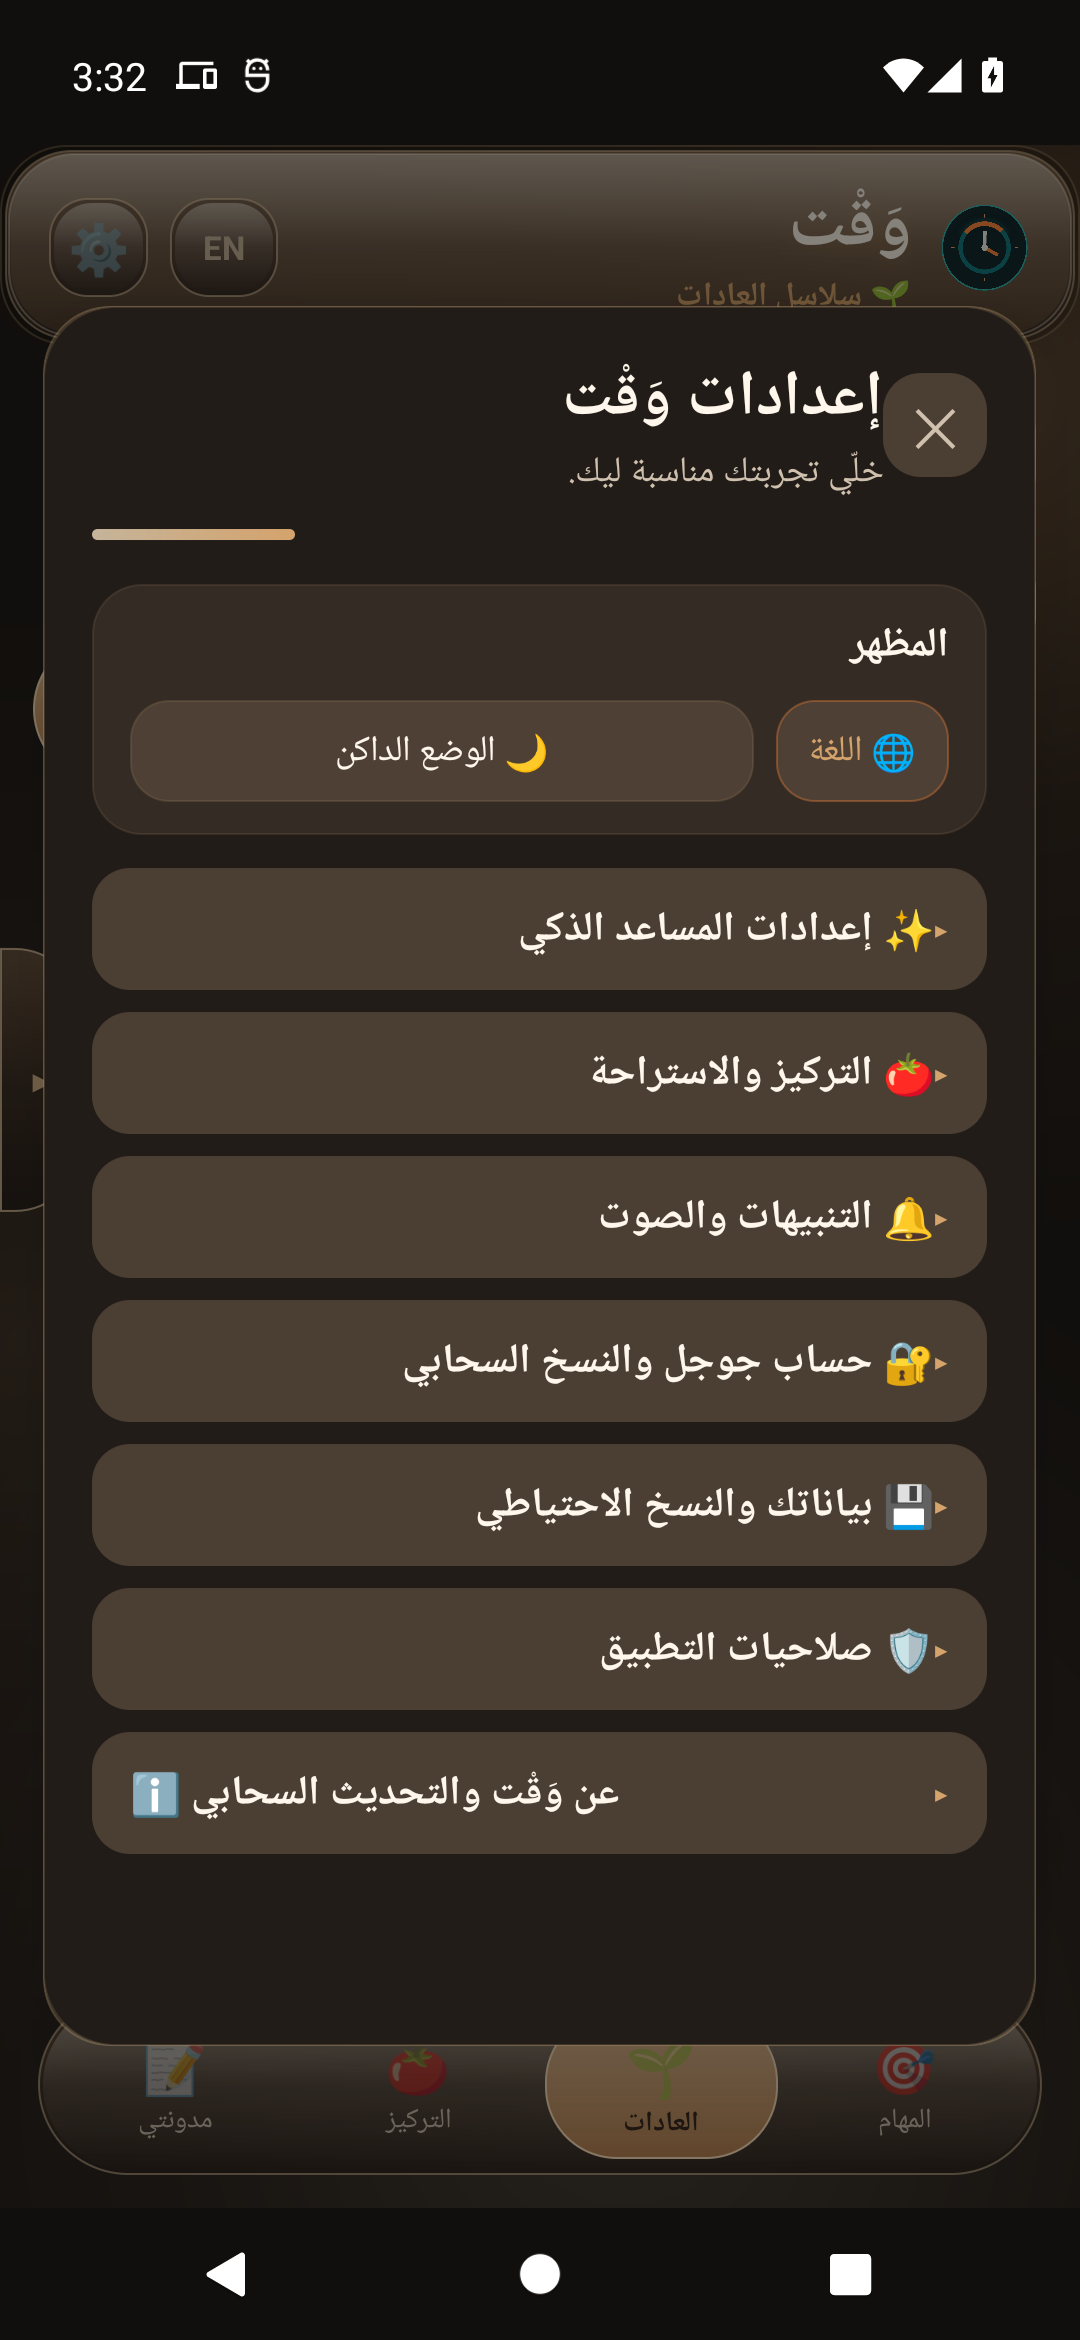 3:32
وَقْت
🌱 سلاسل العادات
EN
إعدادات وَقْت
خلّي تجربتك مناسبة ليك.
المظهر
🌐 اللغة
🌙 الوضع الداكن
✨ إعدادات المساعد الذكي
🍅 التركيز والاستراحة
🔔 التنبيهات والصوت
🔐 حساب جوجل والنسخ السحابي
💾 بياناتك والنسخ الاحتياطي
🛡️ صلاحيات التطبيق
عن وَقْت والتحديث السحابي ℹ️
المهام
العادات
التركيز
مدونتي